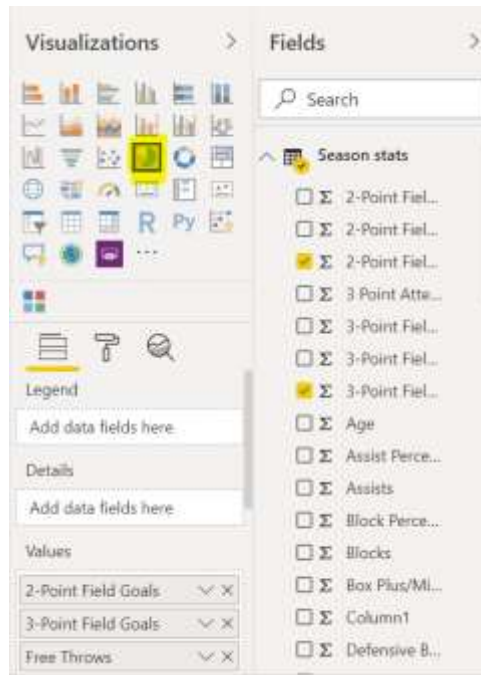 Visualizations >
R Py
...
Legend
Add data fields here
Details
Add data fields here
Values
2-Point Field Goals
3-Point Field Goals
Free Throws
Fields >
Search
Season stats
Σ 2-Point Fiel...
Σ 2-Point Fiel...
Σ 2-Point Fiel...
Σ 3 Point Atte...
Σ 3-Point Fiel...
Σ 3-Point Fiel...
Σ 3-Point Fiel...
Σ Age
Σ Assist Perce...
Σ Assists
Σ Block Perce...
Σ Blocks
Σ Box Plus/Mi...
Σ Column1
Σ Defensive B...